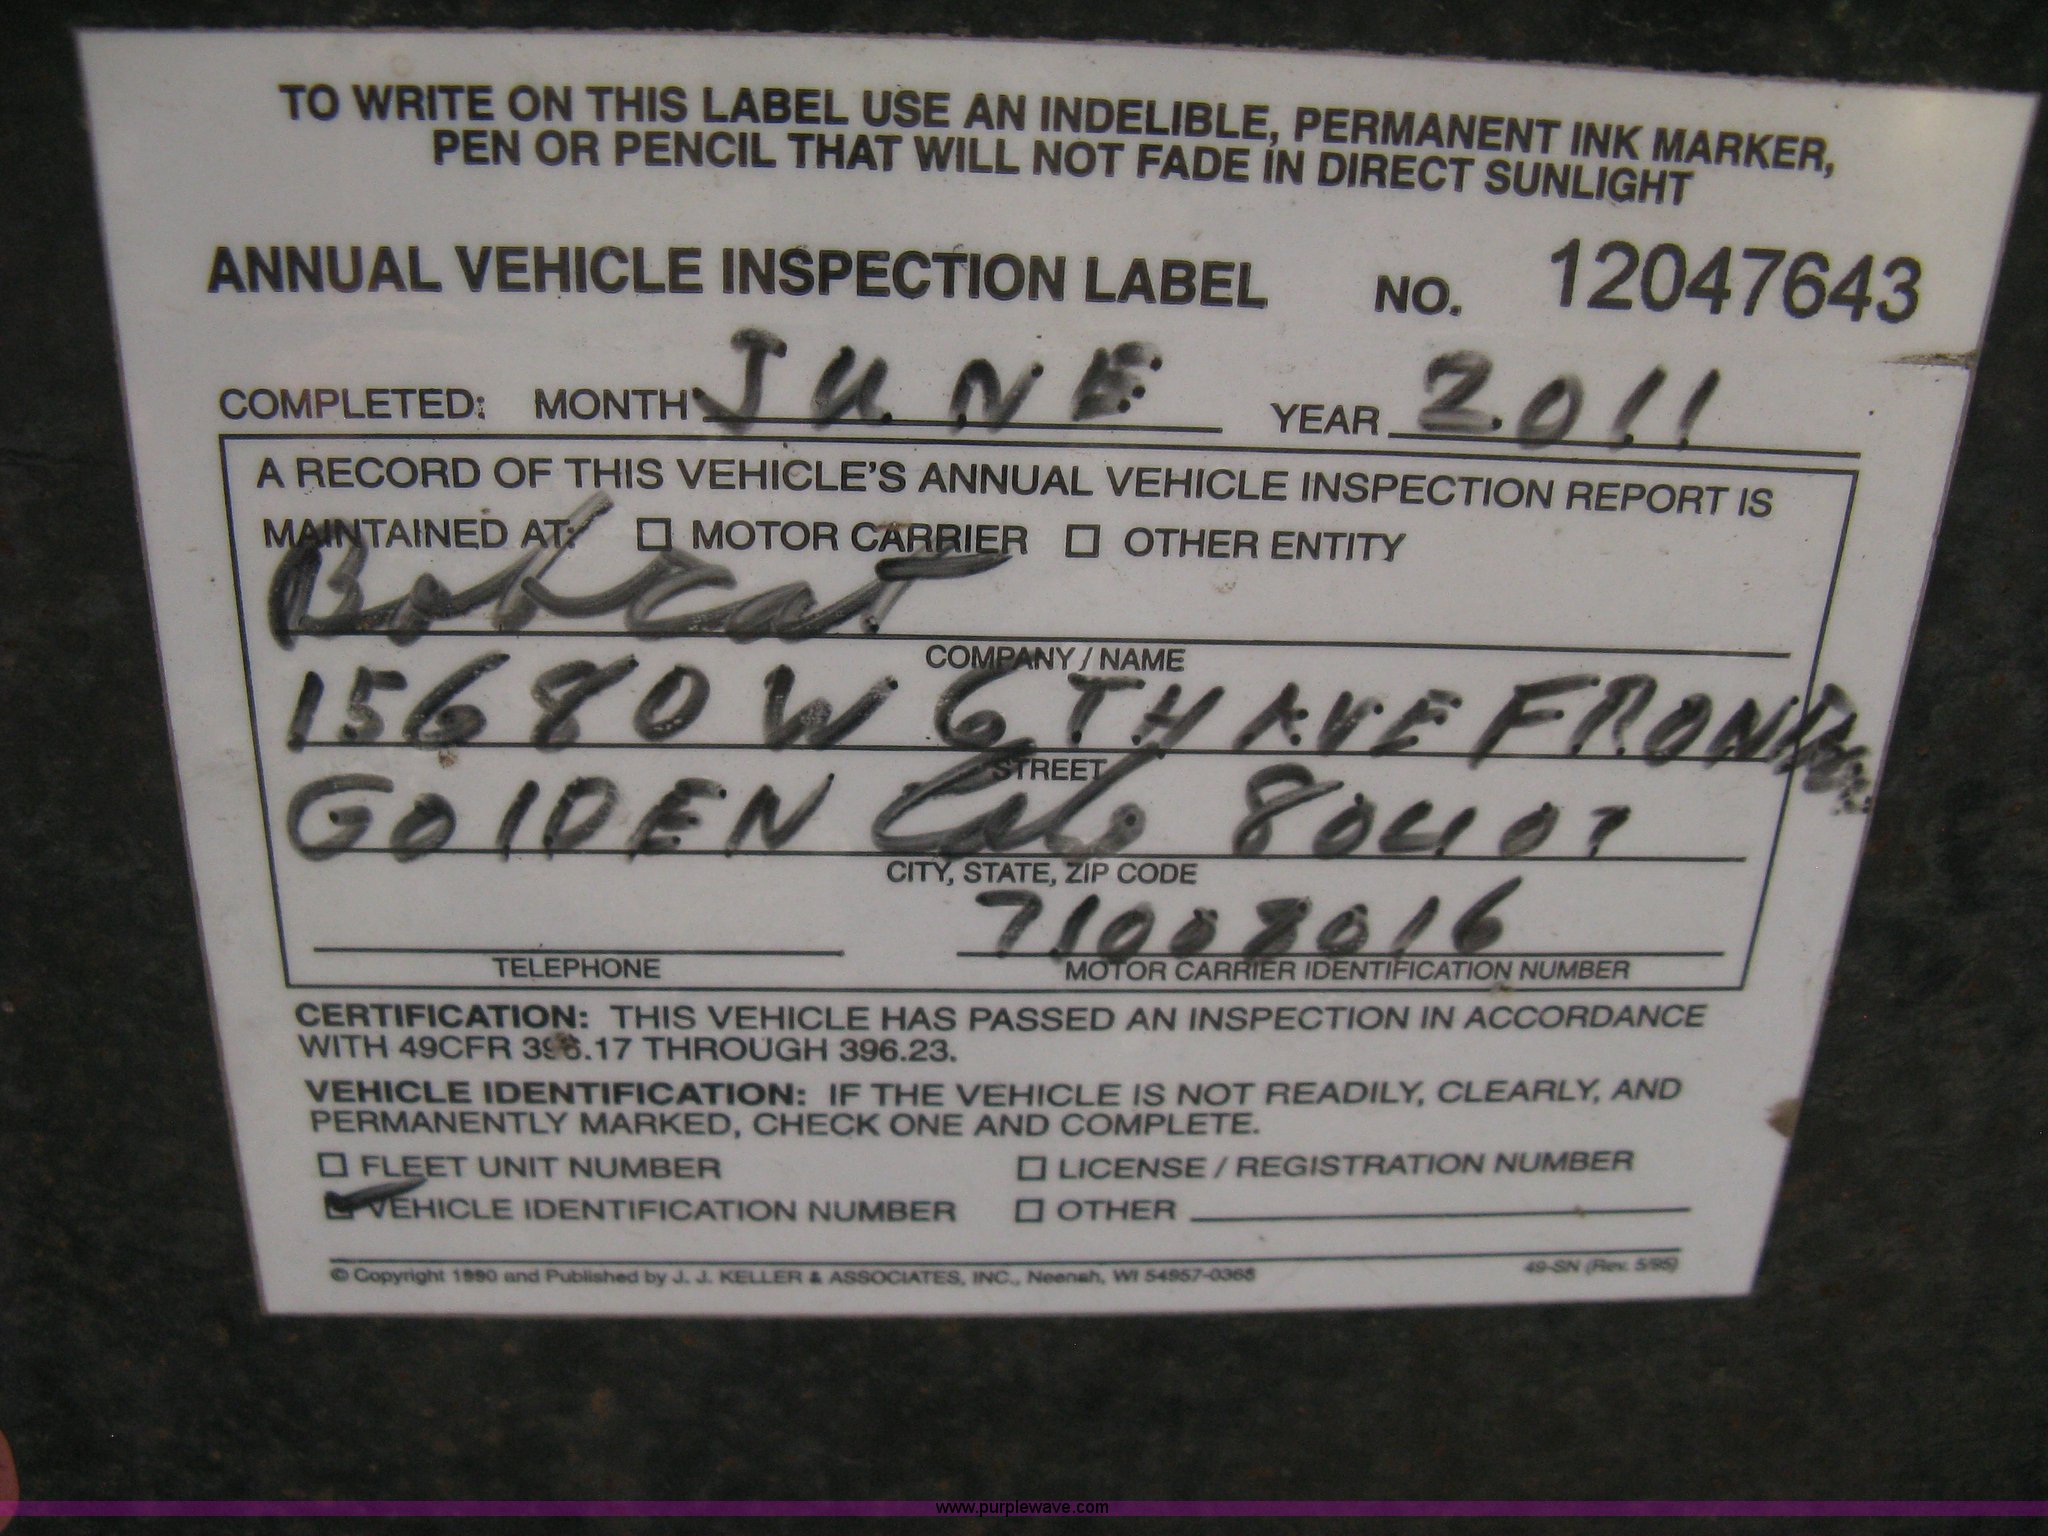 TO WRITE ON THIS LABEL USE AN INDELIBLE, PERMANENT INK MARKER,
PEN OR PENCIL THAT WILL NOT FADE IN DIRECT SUNLIGHT
ANNUAL VEHICLE INSPECTION LABEL NO. 12047643
COMPLETED: MONTH JUNE YEAR 2011
A RECORD OF THIS VEHICLE'S ANNUAL VEHICLE INSPECTION REPORT IS
MAINTAINED AT: MOTOR CARRIER OTHER ENTITY
Bobcat
COMPANY / NAME
15680 W 6TH AVE
STREET
GOLDEN Colo 80401
CITY, STATE, ZIP CODE
71008016
TELEPHONE MOTOR CARRIER IDENTIFICATION NUMBER
CERTIFICATION: THIS VEHICLE HAS PASSED AN INSPECTION IN ACCORDANCE
WITH 49CFR 396.17 THROUGH 396.23.
VEHICLE IDENTIFICATION: IF THE VEHICLE IS NOT READILY, CLEARLY, AND
PERMANENTLY MARKED, CHECK ONE AND COMPLETE.
FLEET UNIT NUMBER LICENSE / REGISTRATION NUMBER
VEHICLE IDENTIFICATION NUMBER OTHER
© Copyright 1990 and Published by J. J. KELLER & ASSOCIATES, INC., Neenah, WI 54957-0368 49-SN (Rev. 5/95)
www.purplewave.com